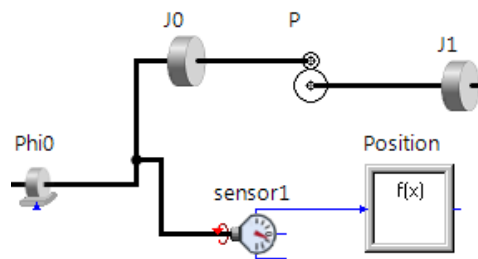 J0
P
J1
Phi0
Position
sensor1
f(x)